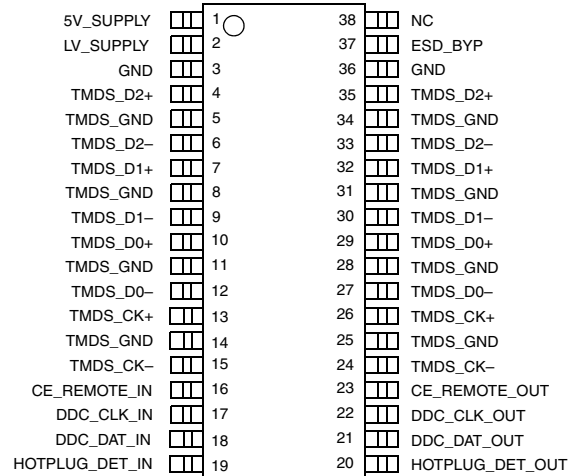 5V_SUPPLY 1 38 NC
LV_SUPPLY 2 37 ESD_BYP
GND 3 36 GND
TMDS_D2+ 4 35 TMDS_D2+
TMDS_GND 5 34 TMDS_GND
TMDS_D2– 6 33 TMDS_D2–
TMDS_D1+ 7 32 TMDS_D1+
TMDS_GND 8 31 TMDS_GND
TMDS_D1– 9 30 TMDS_D1–
TMDS_D0+ 10 29 TMDS_D0+
TMDS_GND 11 28 TMDS_GND
TMDS_D0– 12 27 TMDS_D0–
TMDS_CK+ 13 26 TMDS_CK+
TMDS_GND 14 25 TMDS_GND
TMDS_CK– 15 24 TMDS_CK–
CE_REMOTE_IN 16 23 CE_REMOTE_OUT
DDC_CLK_IN 17 22 DDC_CLK_OUT
DDC_DAT_IN 18 21 DDC_DAT_OUT
HOTPLUG_DET_IN 19 20 HOTPLUG_DET_OUT